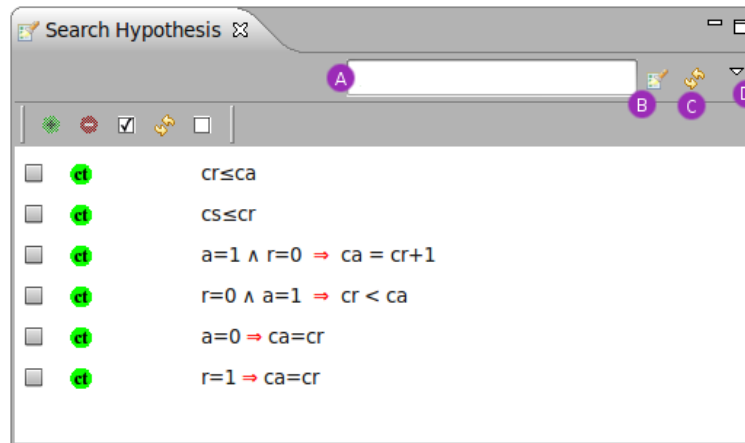 Search Hypothesis
A
B
C
D
ct cr≤ca
ct cs≤cr
ct a=1 ∧ r=0 ⇒ ca = cr+1
ct r=0 ∧ a=1 ⇒ cr < ca
ct a=0 ⇒ ca=cr
ct r=1 ⇒ ca=cr